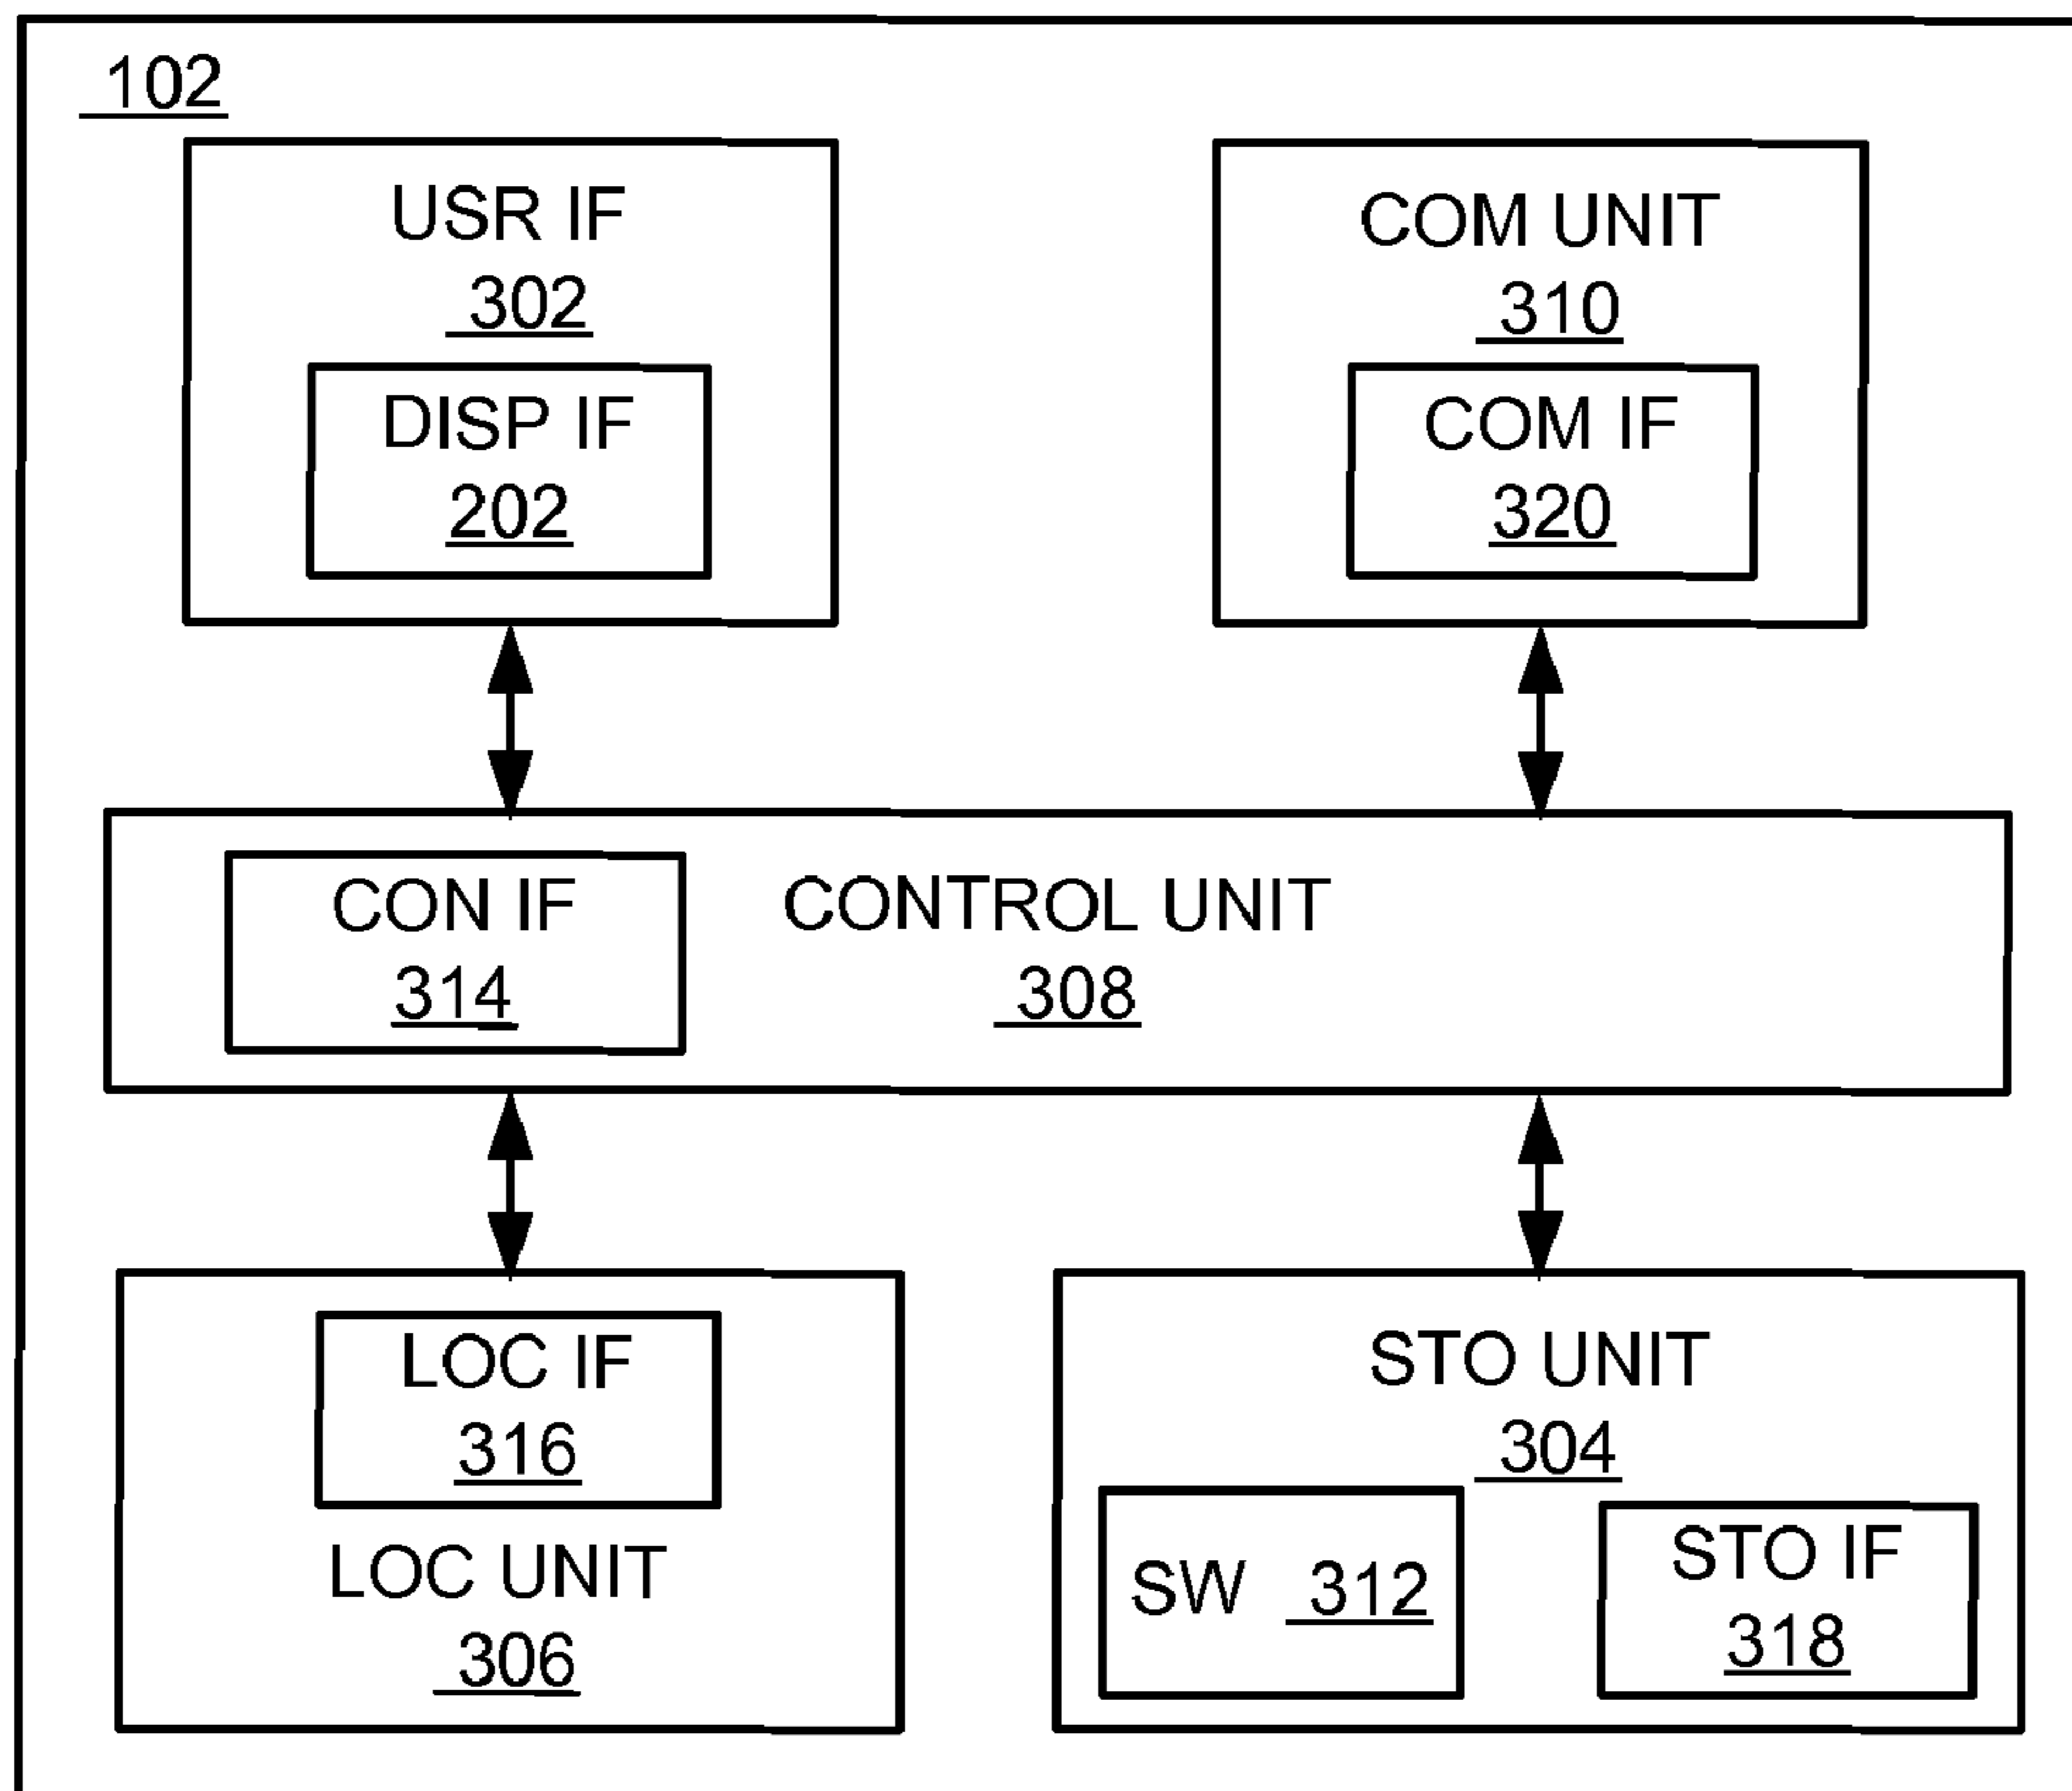 102
USR IF
302
DISP IF
202
COM UNIT
310
COM IF
320
CON IF
314
CONTROL UNIT
308
LOC IF
316
LOC UNIT
306
STO UNIT
304
SW 312
STO IF
318